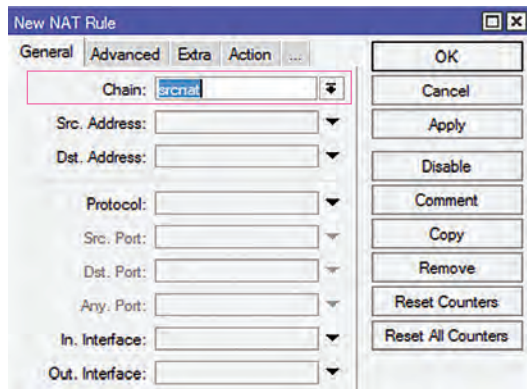 New NAT Rule
General Advanced Extra Action ...
Chain: srcnat
Src. Address:
Dst. Address:
Protocol:
Src. Port:
Dst. Port:
Any. Port:
In. Interface:
Out. Interface:
OK
Cancel
Apply
Disable
Comment
Copy
Remove
Reset Counters
Reset All Counters